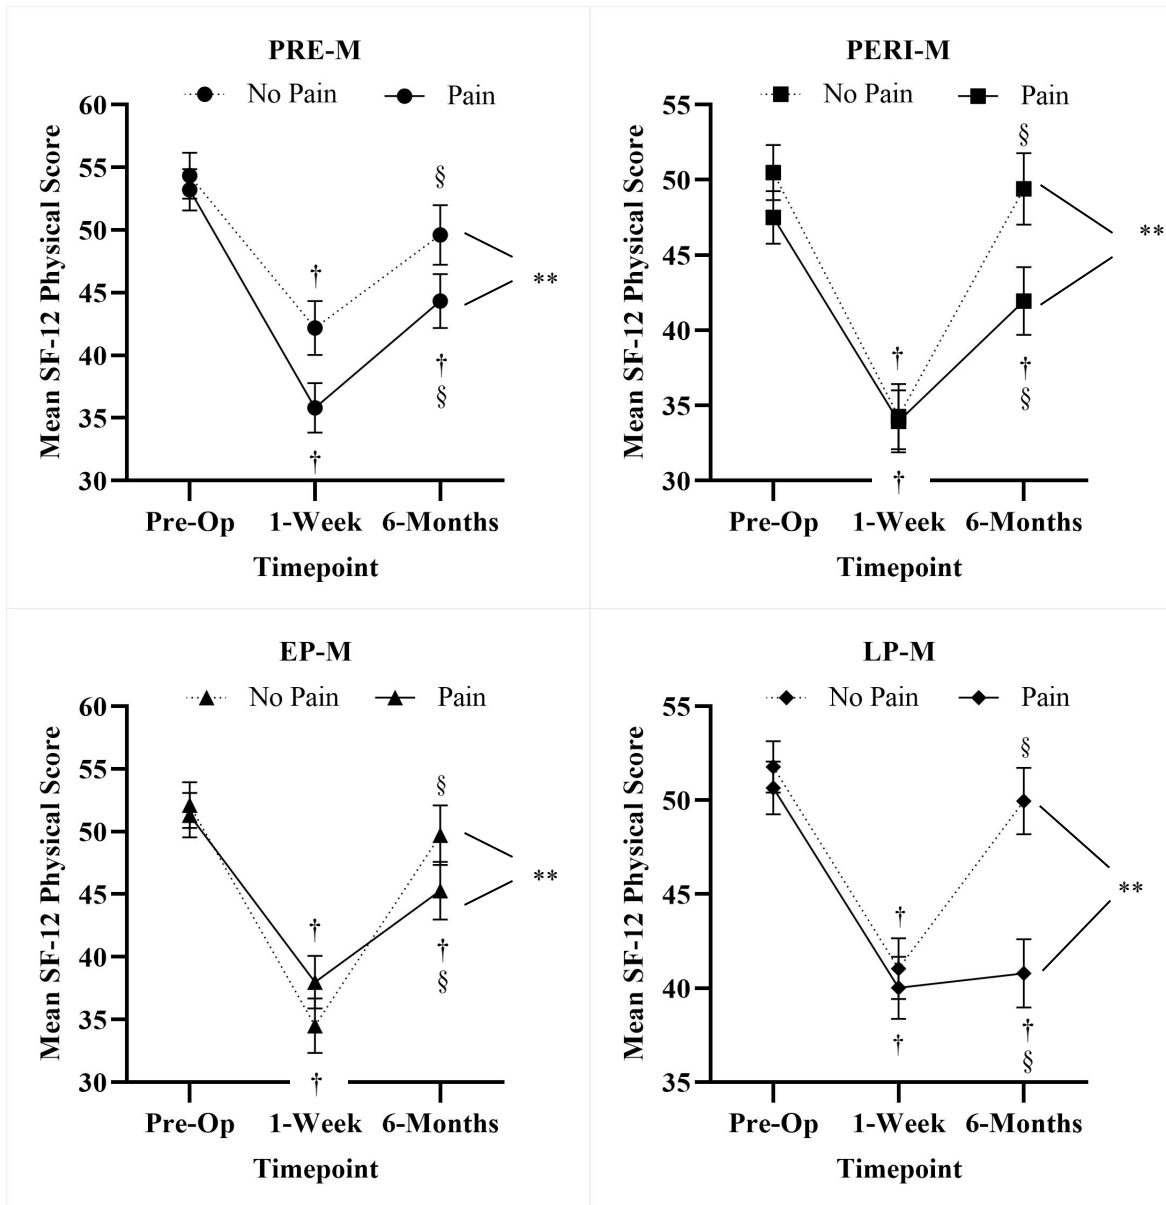 PRE-M
No Pain Pain
Mean SF-12 Physical Score
60
55
50
45
40
35
30
§
†
**
†
§
†
Pre-Op 1-Week 6-Months
Timepoint
PERI-M
No Pain Pain
Mean SF-12 Physical Score
55
50
45
40
35
30
§
**
†
†
§
†
Pre-Op 1-Week 6-Months
Timepoint
EP-M
No Pain Pain
Mean SF-12 Physical Score
60
55
50
45
40
35
30
§
**
†
†
§
†
Pre-Op 1-Week 6-Months
Timepoint
LP-M
No Pain Pain
Mean SF-12 Physical Score
55
50
45
40
35
§
**
†
†
†
§
Pre-Op 1-Week 6-Months
Timepoint